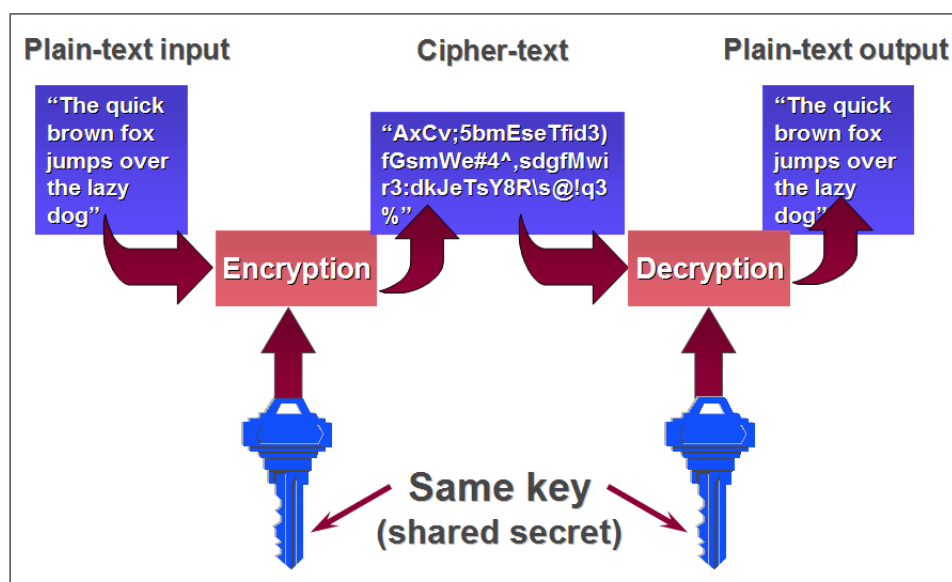 Plain-text input
Cipher-text
Plain-text output
“The quick
brown fox
jumps over
the lazy
dog”
“AxCv;5bmEseTfid3)
fGsmWe#4^,sdgfMwi
r3:dkJeTsY8R\s@!q3
%”
“The quick
brown fox
jumps over
the lazy
dog”
Encryption
Decryption
Same key
(shared secret)